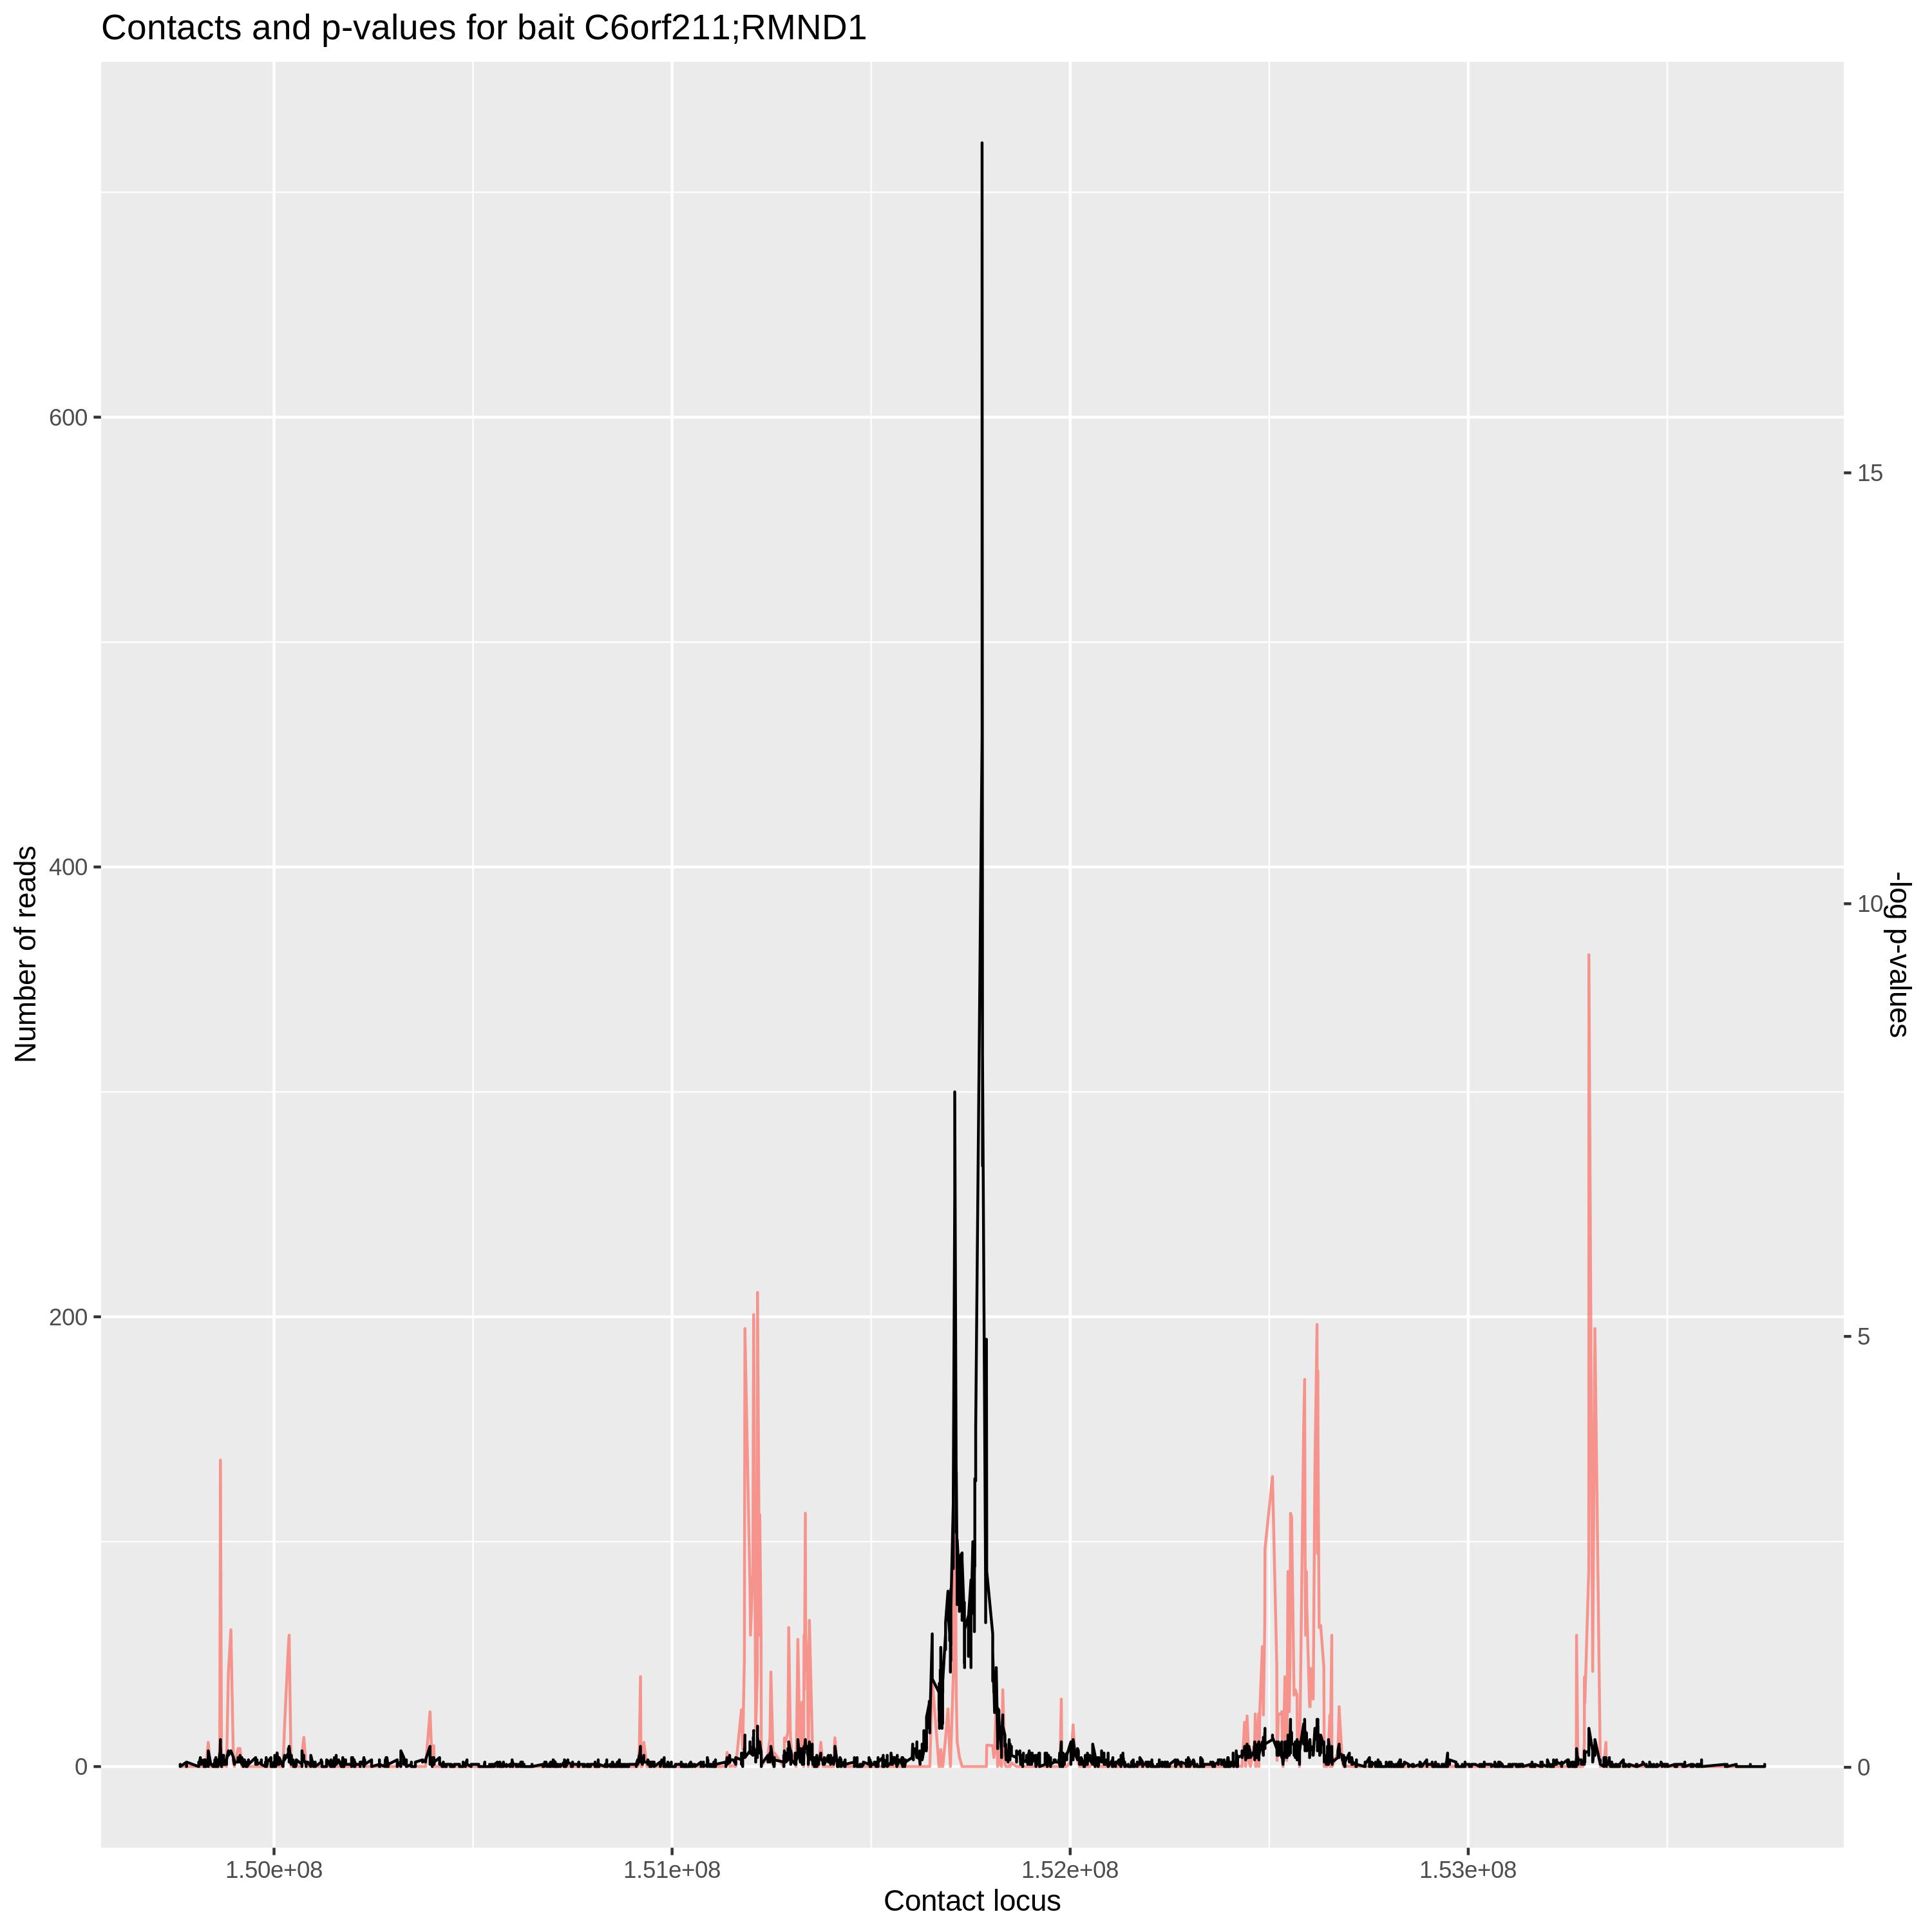 Contacts and p-values for bait C6orf211;RMND1
600
400
200
0
Number of reads
15
10
5
0
-log p-values
1.50e+08
1.51e+08
1.52e+08
1.53e+08
Contact locus